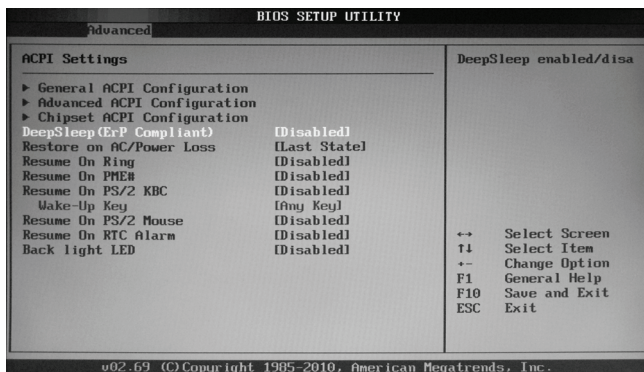 BIOS SETUP UTILITY
Advanced
ACPI Settings
▶ General ACPI Configuration
▶ Advanced ACPI Configuration
▶ Chipset ACPI Configuration
DeepSleep(ErP Compliant) [Disabled]
Restore on AC/Power Loss [Last State]
Resume On Ring [Disabled]
Resume On PME# [Disabled]
Resume On PS/2 KBC [Disabled]
Wake-Up Key [Any Key]
Resume On PS/2 Mouse [Disabled]
Resume On RTC Alarm [Disabled]
Back light LED [Disabled]
DeepSleep enabled/disa
↔ Select Screen
↑↓ Select Item
+- Change Option
F1 General Help
F10 Save and Exit
ESC Exit
v02.69 (C)Copyright 1985-2010, American Megatrends, Inc.